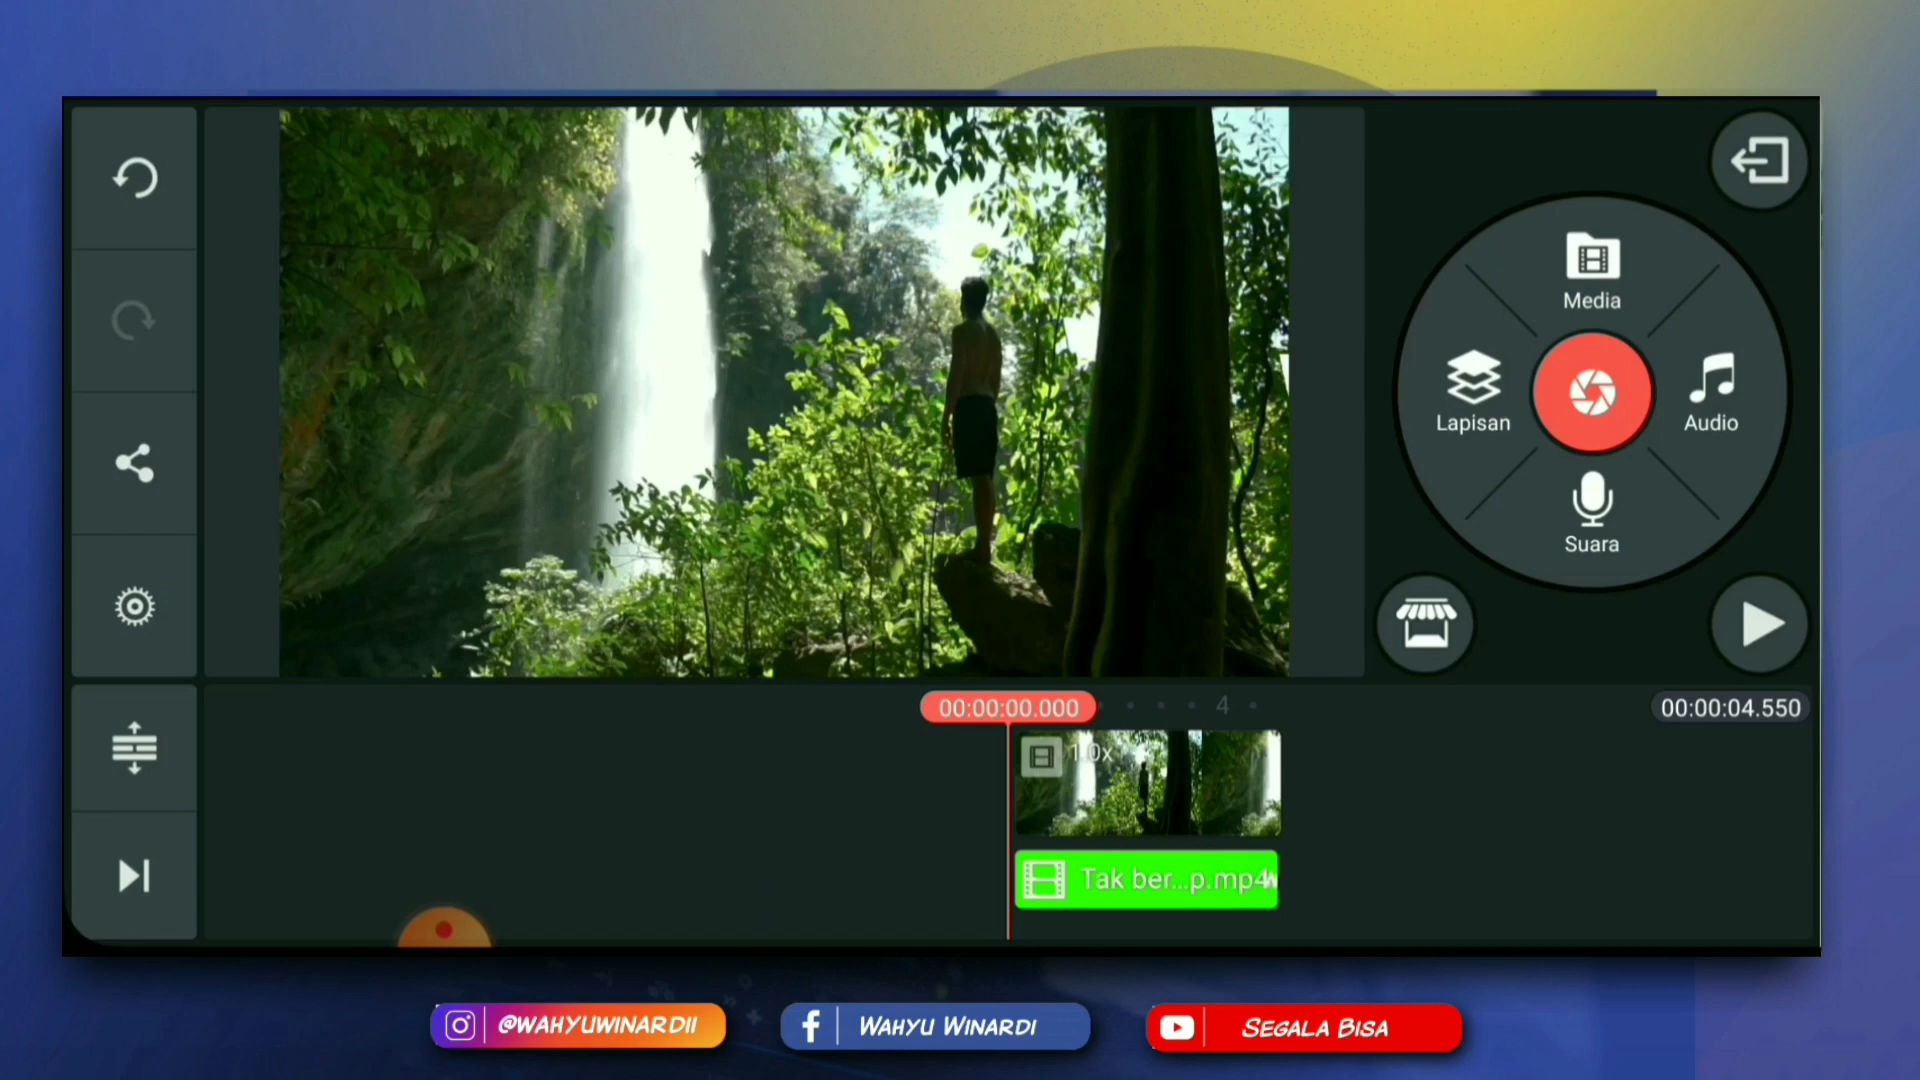 Media
Lapisan
Audio
Suara
00:00:00.000
4
00:00:04.550
1.0x
Tak ber...p.mp4
@WAHYUWINARDII
WAHYU WINARDI
SEGALA BISA